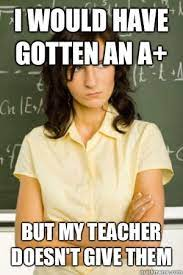 I WOULD HAVE
GOTTEN AN A+
BUT MY TEACHER
DOESN'T GIVE THEM